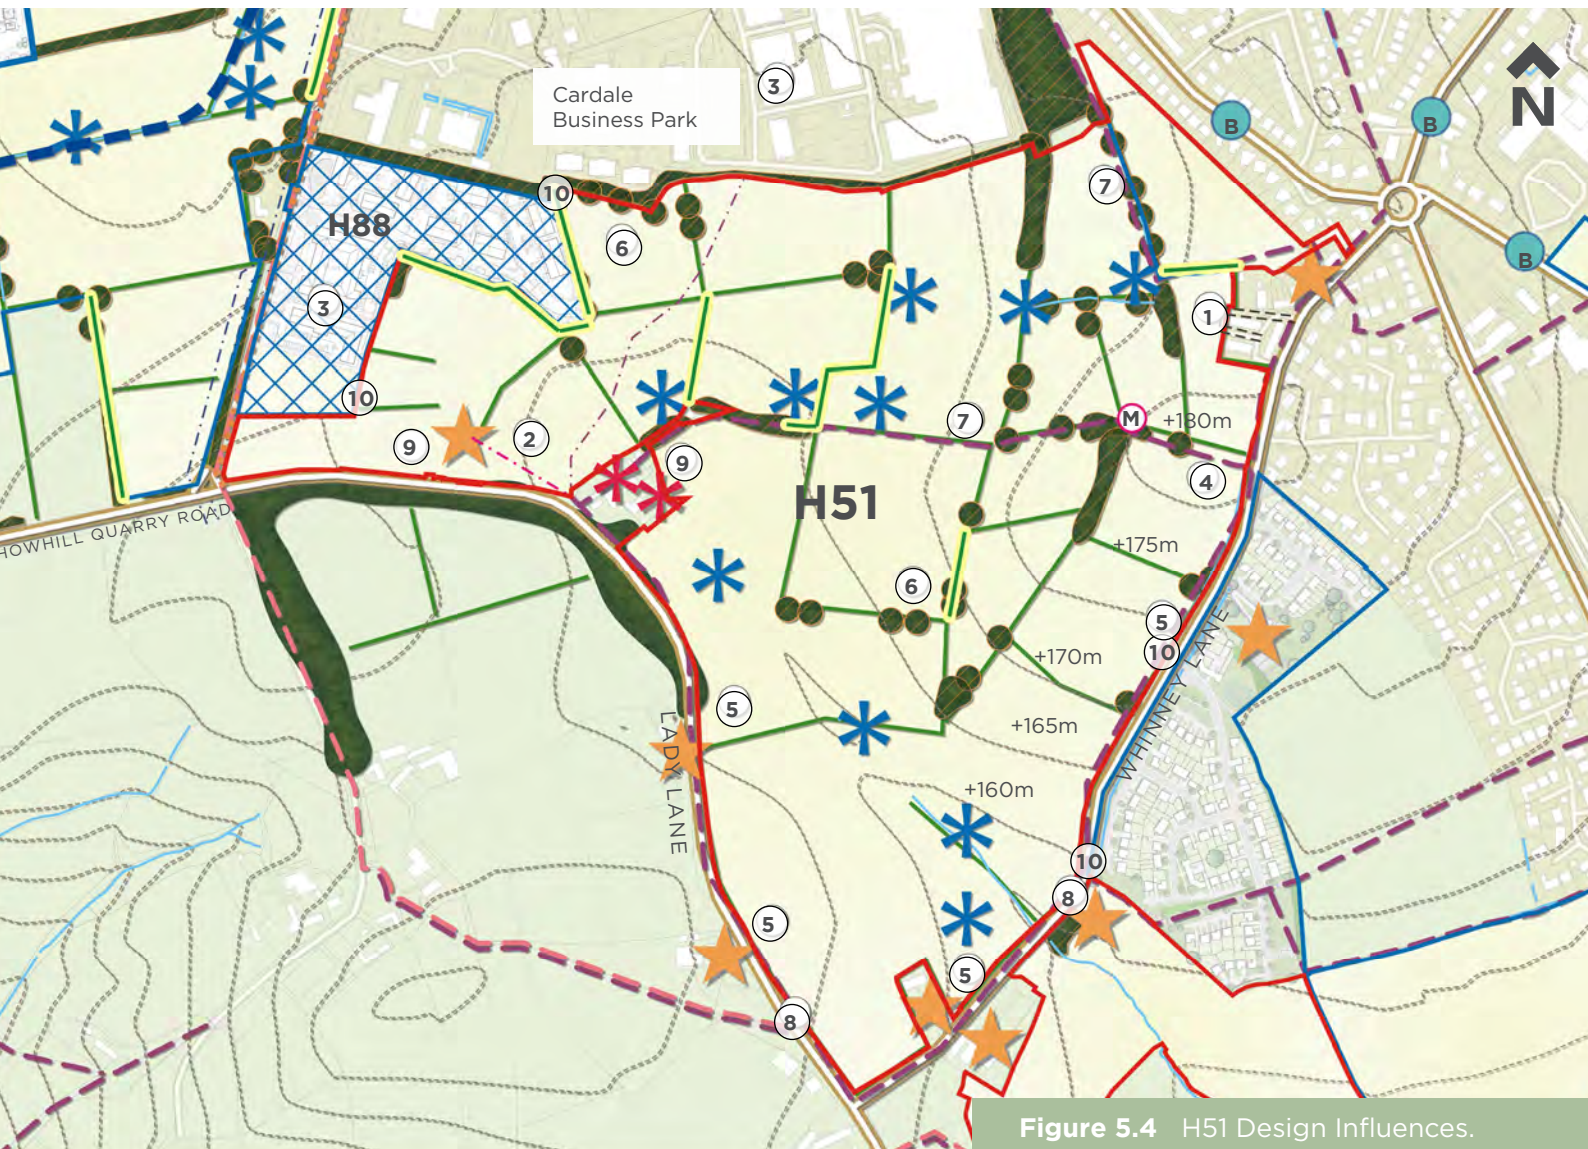 Cardale
Business Park
3
N
B
B
B
10
7
6
H88
3
1
10
2
9
7
M
+180m
9
4
H51
HOWHILL QUARRY ROAD
+175m
6
5
10
+170m
WHINNEY LANE
5
+165m
LADY LANE
+160m
10
8
5
5
8
Figure 5.4 H51 Design Influences.